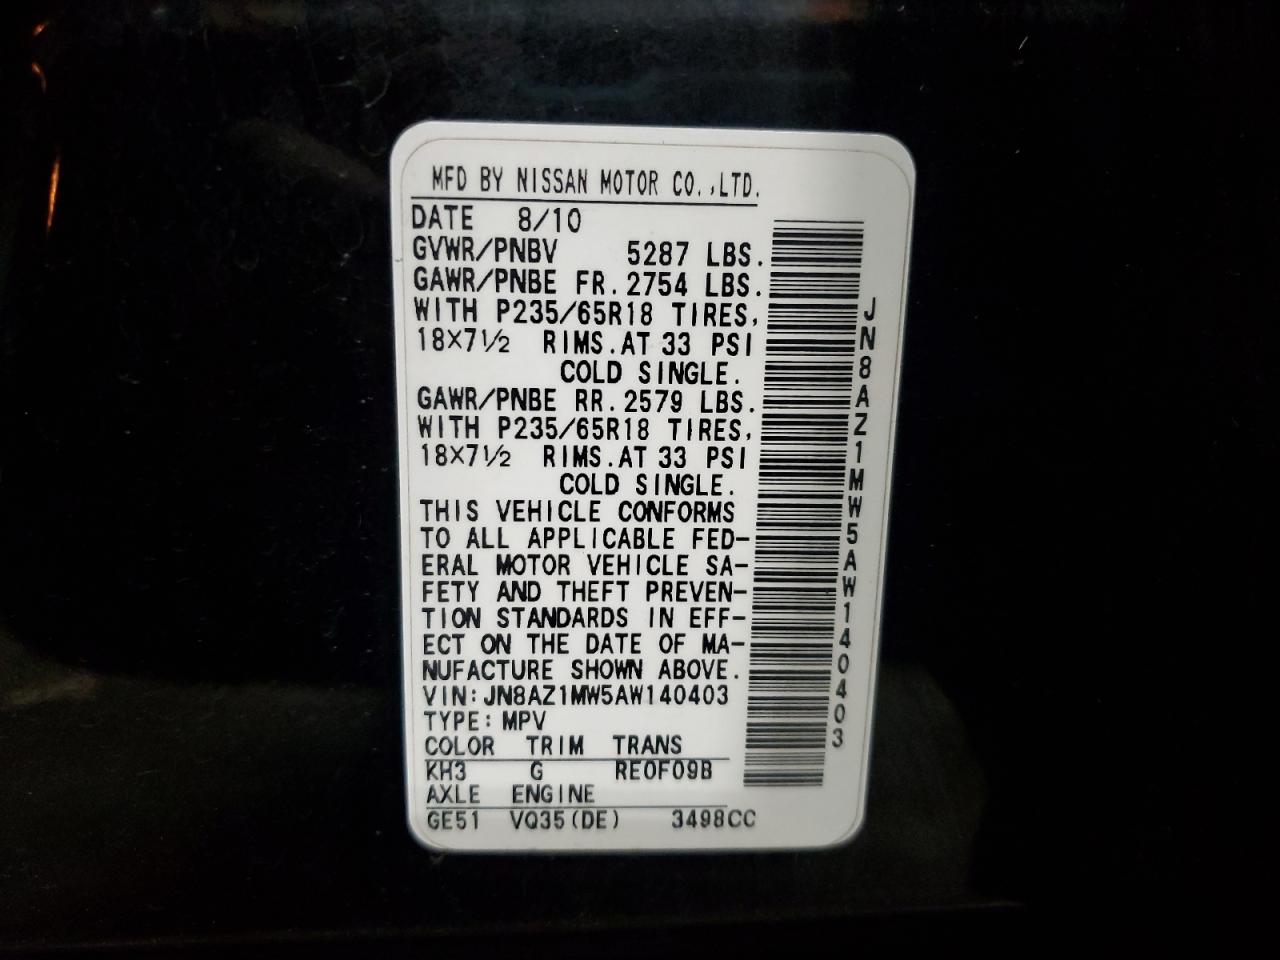 MFD BY NISSAN MOTOR CO.,LTD.
DATE 8/10
GVWR/PNBV 5287 LBS.
GAWR/PNBE FR. 2754 LBS.
WITH P235/65R18 TIRES,
18×7½ RIMS.AT 33 PSI
COLD SINGLE.
GAWR/PNBE RR. 2579 LBS.
WITH P235/65R18 TIRES,
18×7½ RIMS.AT 33 PSI
COLD SINGLE.
THIS VEHICLE CONFORMS
TO ALL APPLICABLE FED-
ERAL MOTOR VEHICLE SA-
FETY AND THEFT PREVEN-
TION STANDARDS IN EFF-
ECT ON THE DATE OF MA-
NUFACTURE SHOWN ABOVE.
VIN:JN8AZ1MW5AW140403
TYPE:MPV
COLOR TRIM TRANS
KH3 G RE0F09B
AXLE ENGINE
GE51 VQ35(DE) 3498CC
JN8AZ1MW5AW140403